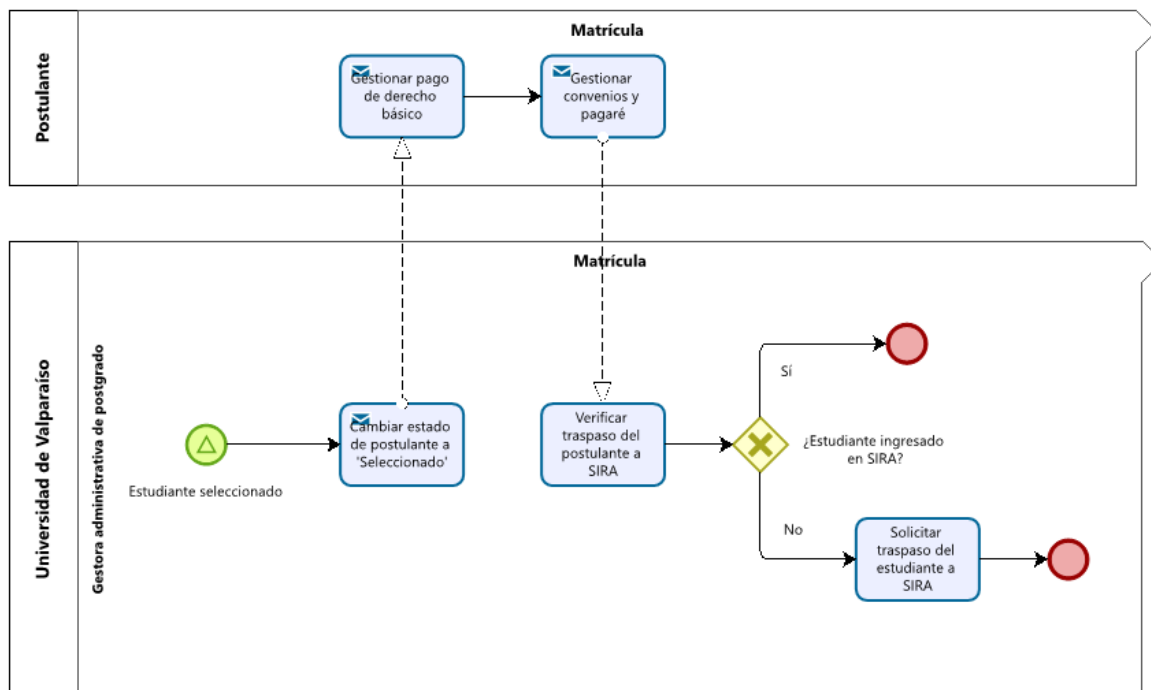 Matrícula
Postulante
Gestionar pago
de derecho
básico
Gestionar
convenios y
pagaré
Matrícula
Universidad de Valparaíso
Gestora administrativa de postgrado
Estudiante seleccionado
Cambiar estado
de postulante a
'Seleccionado'
Verificar
traspaso del
postulante a
SIRA
¿Estudiante ingresado
en SIRA?
Sí
No
Solicitar
traspaso del
estudiante a
SIRA